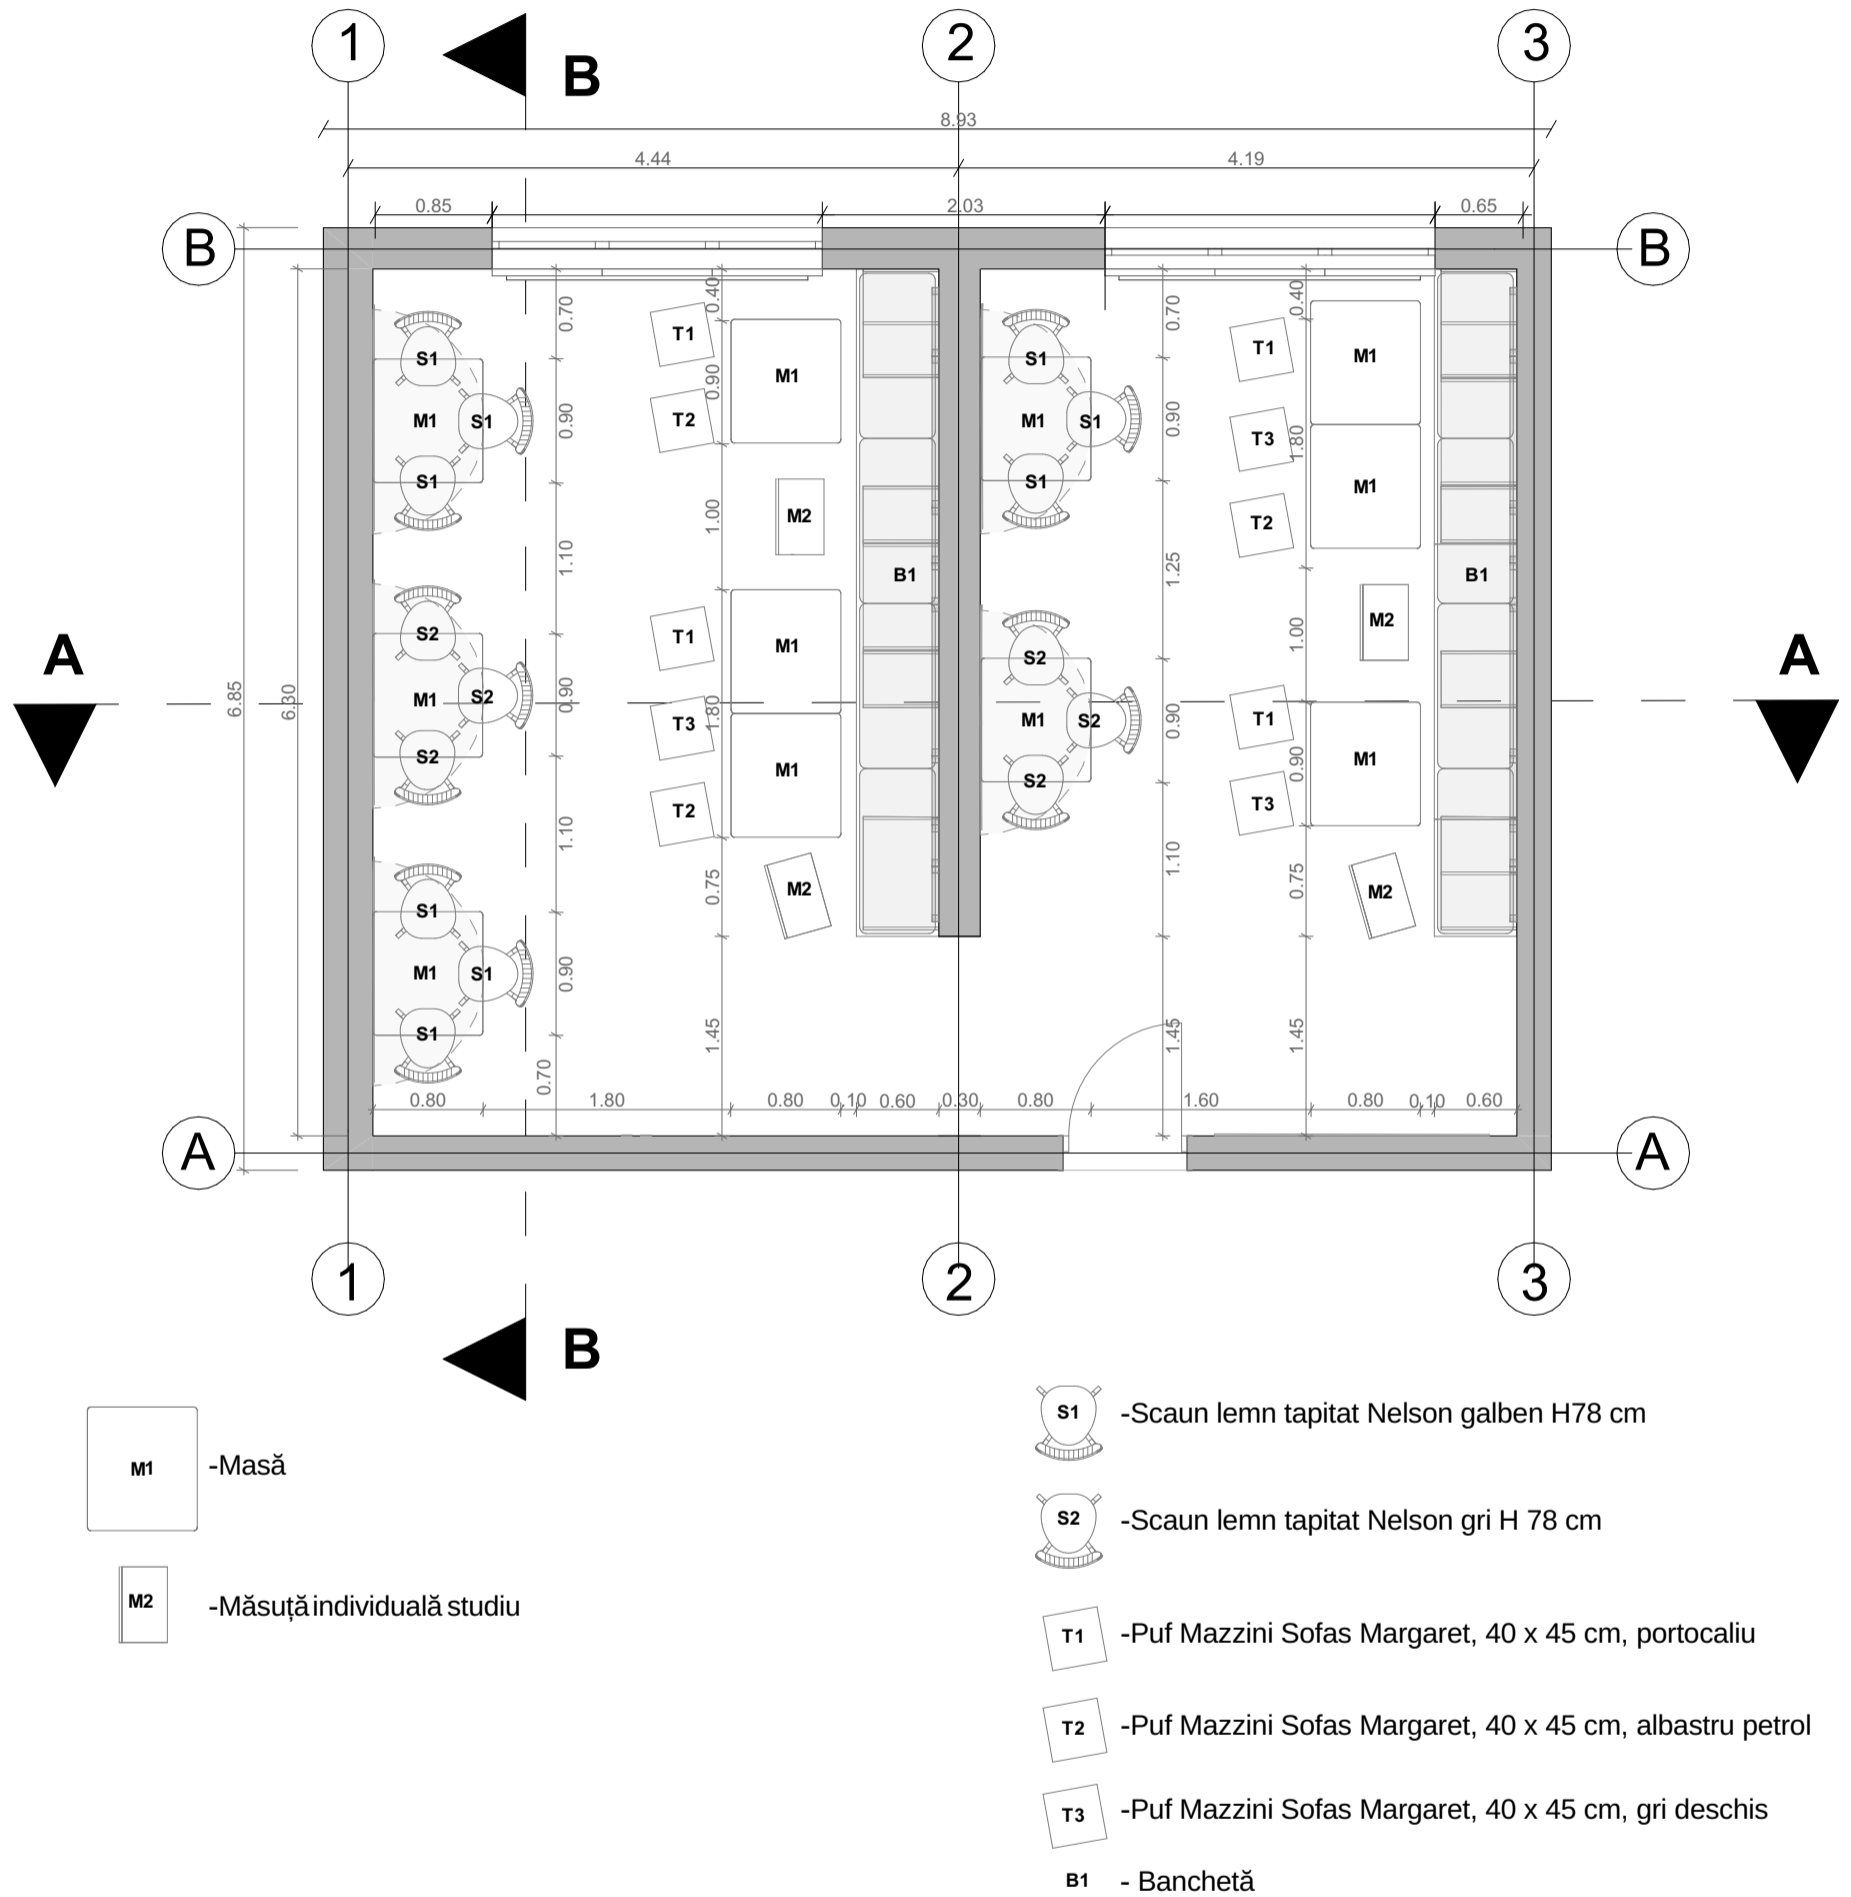 1 2 3
B
8.93
4.44 4.19
0.85 2.03 0.65
B B
0.70 0.40 0.70 0.40
S1 T1 M1 S1 T1 M1
0.90 0.90 0.90 1.80
M1 S1 T2 M1 S1 T3
S1 S1 M1
1.00 M2 T2
1.10 B1 1.25 B1
S2 T1 M1 S2 1.00 M2
A A
6.85 6.30
M1 S2 0.90 T3 1.80 M1 S2 0.90 T1
S2 M1 S2 0.90 M1
T2 T3
1.10 0.75 M2 1.10 0.75 M2
S1
M1 S1 0.90
S1 1.45 1.45 1.45
0.70
0.80 1.80 0.80 0.10 0.60 0.30 0.80 1.60 0.80 0.10 0.60
A A
1 2 3
B
M1 -Masă
M2 -Măsuță individuală studiu
S1 -Scaun lemn tapitat Nelson galben H78 cm
S2 -Scaun lemn tapitat Nelson gri H 78 cm
T1 -Puf Mazzini Sofas Margaret, 40 x 45 cm, portocaliu
T2 -Puf Mazzini Sofas Margaret, 40 x 45 cm, albastru petrol
T3 -Puf Mazzini Sofas Margaret, 40 x 45 cm, gri deschis
B1 - Banchetă